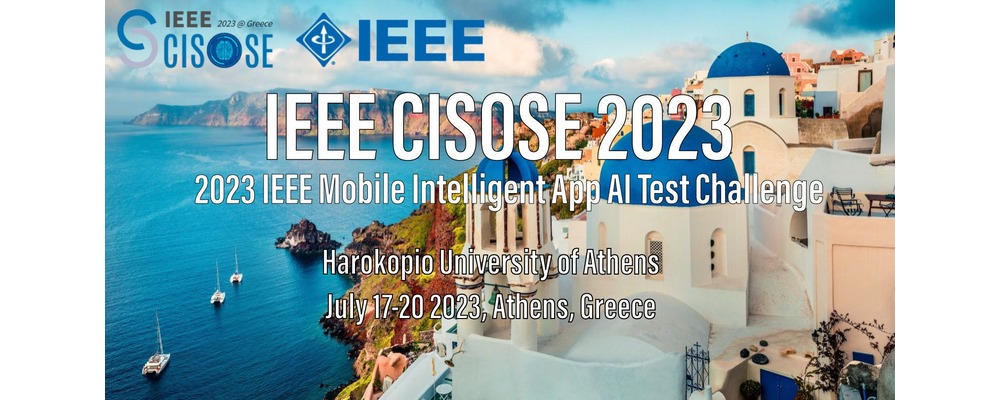 IEEE 2023 @ Greece
CISOSE
IEEE
IEEE CISOSE 2023
2023 IEEE Mobile Intelligent App AI Test Challenge
Harokopio University of Athens
July 17-20 2023, Athens, Greece